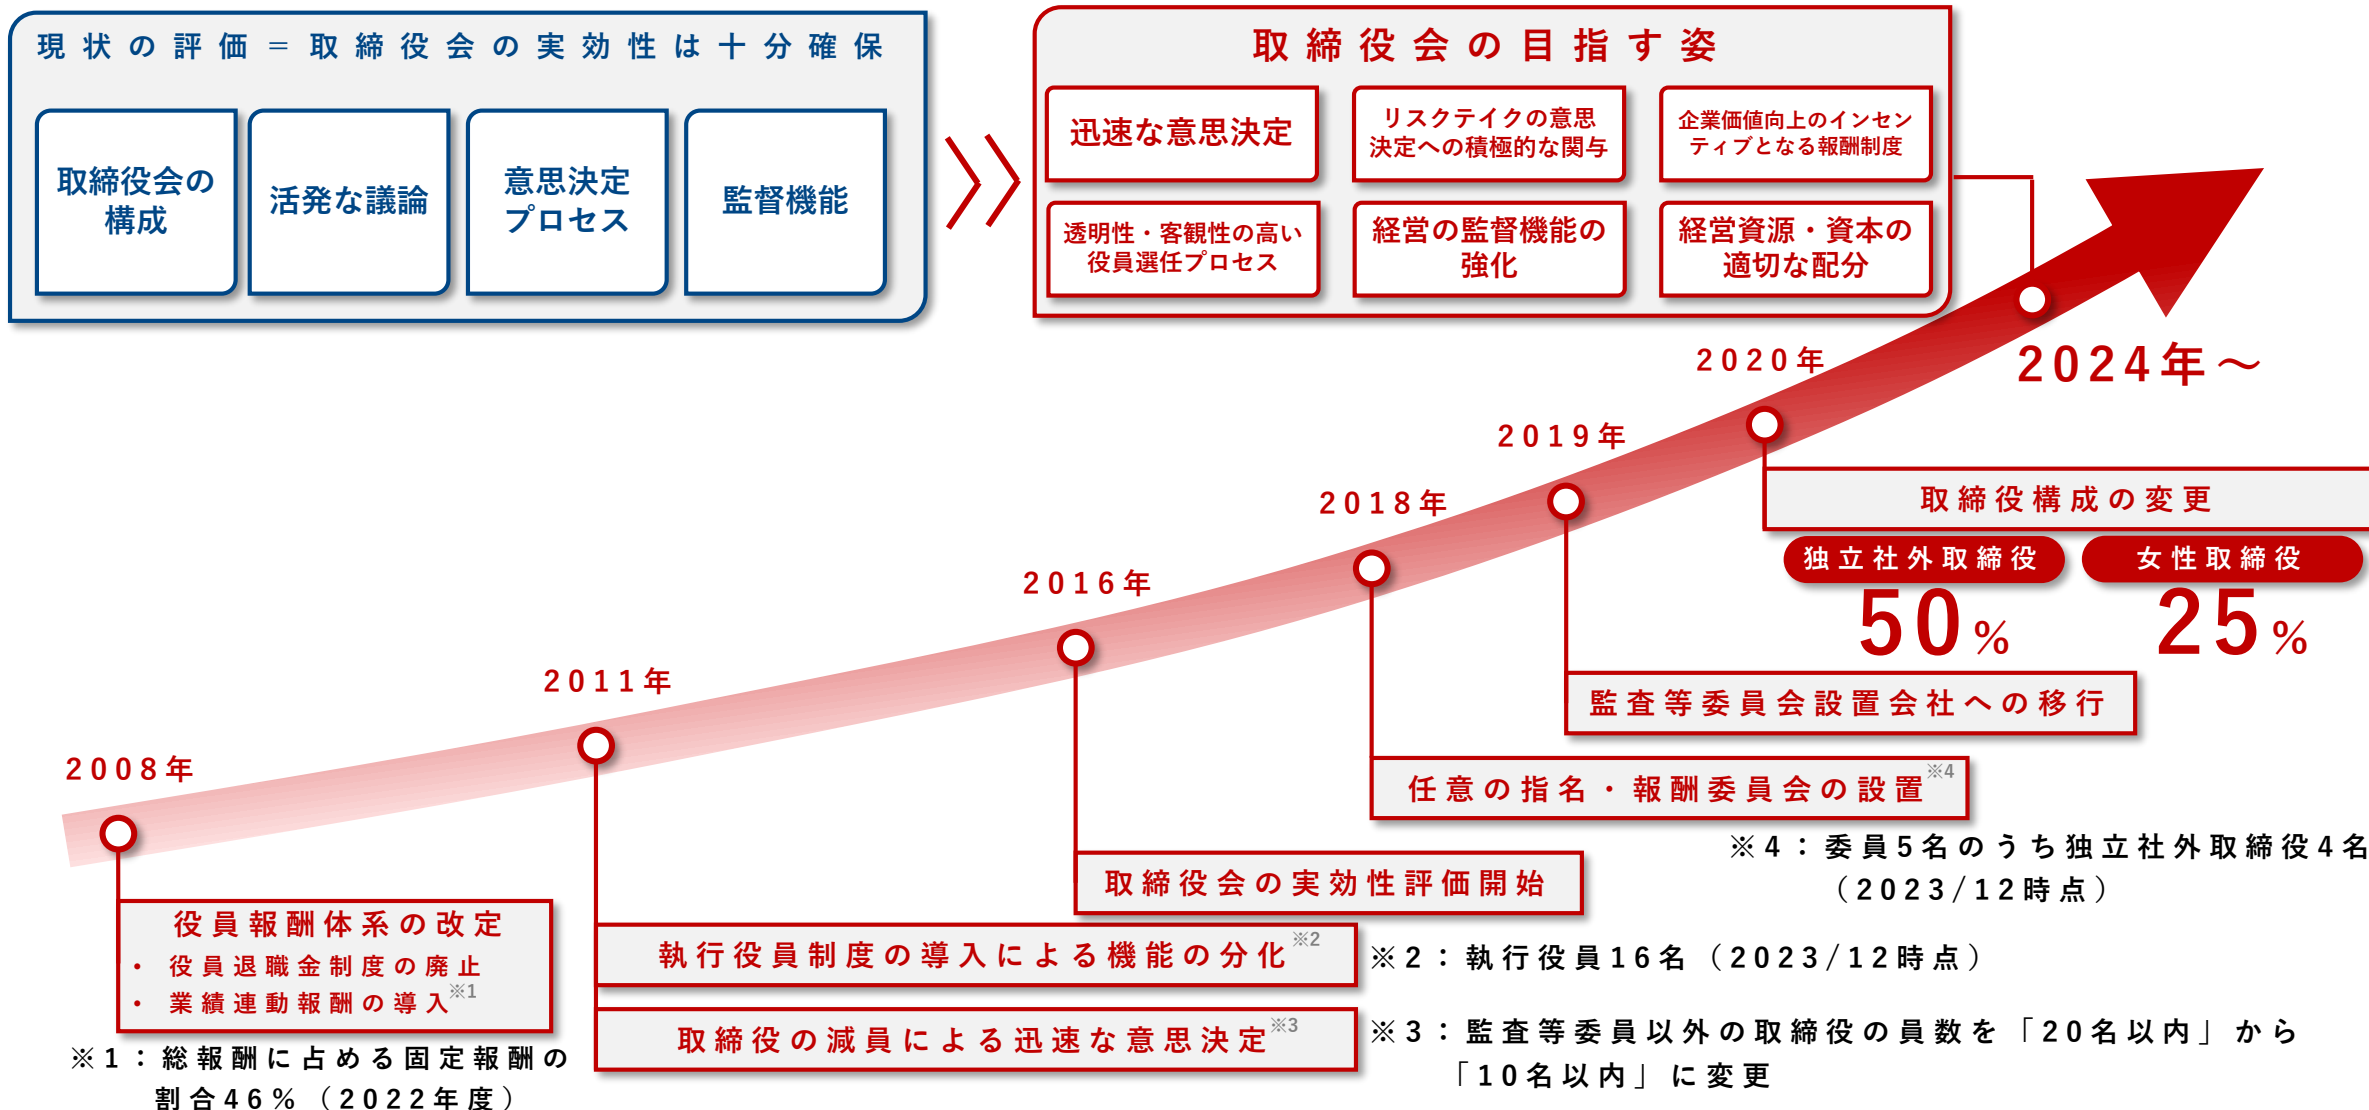 現状の評価＝取締役会の実効性は十分確保
取締役会の
構成
活発な議論
意思決定
プロセス
監督機能
取締役会の目指す姿
迅速な意思決定
リスクテイクの意思
決定への積極的な関与
企業価値向上のインセン
ティブとなる報酬制度
透明性・客観性の高い
役員選任プロセス
経営の監督機能の
強化
経営資源・資本の
適切な配分
2024年～
2020年
取締役構成の変更
独立社外取締役
50%
女性取締役
25%
2019年
監査等委員会設置会社への移行
2018年
任意の指名・報酬委員会の設置※4
※4：委員5名のうち独立社外取締役4名
（2023/12時点）
2016年
取締役会の実効性評価開始
2011年
執行役員制度の導入による機能の分化※2
※2：執行役員16名（2023/12時点）
取締役の減員による迅速な意思決定※3
※3：監査等委員以外の取締役の員数を「20名以内」から
「10名以内」に変更
2008年
役員報酬体系の改定
・ 役員退職金制度の廃止
・ 業績連動報酬の導入※1
※1：総報酬に占める固定報酬の
割合46%（2022年度）